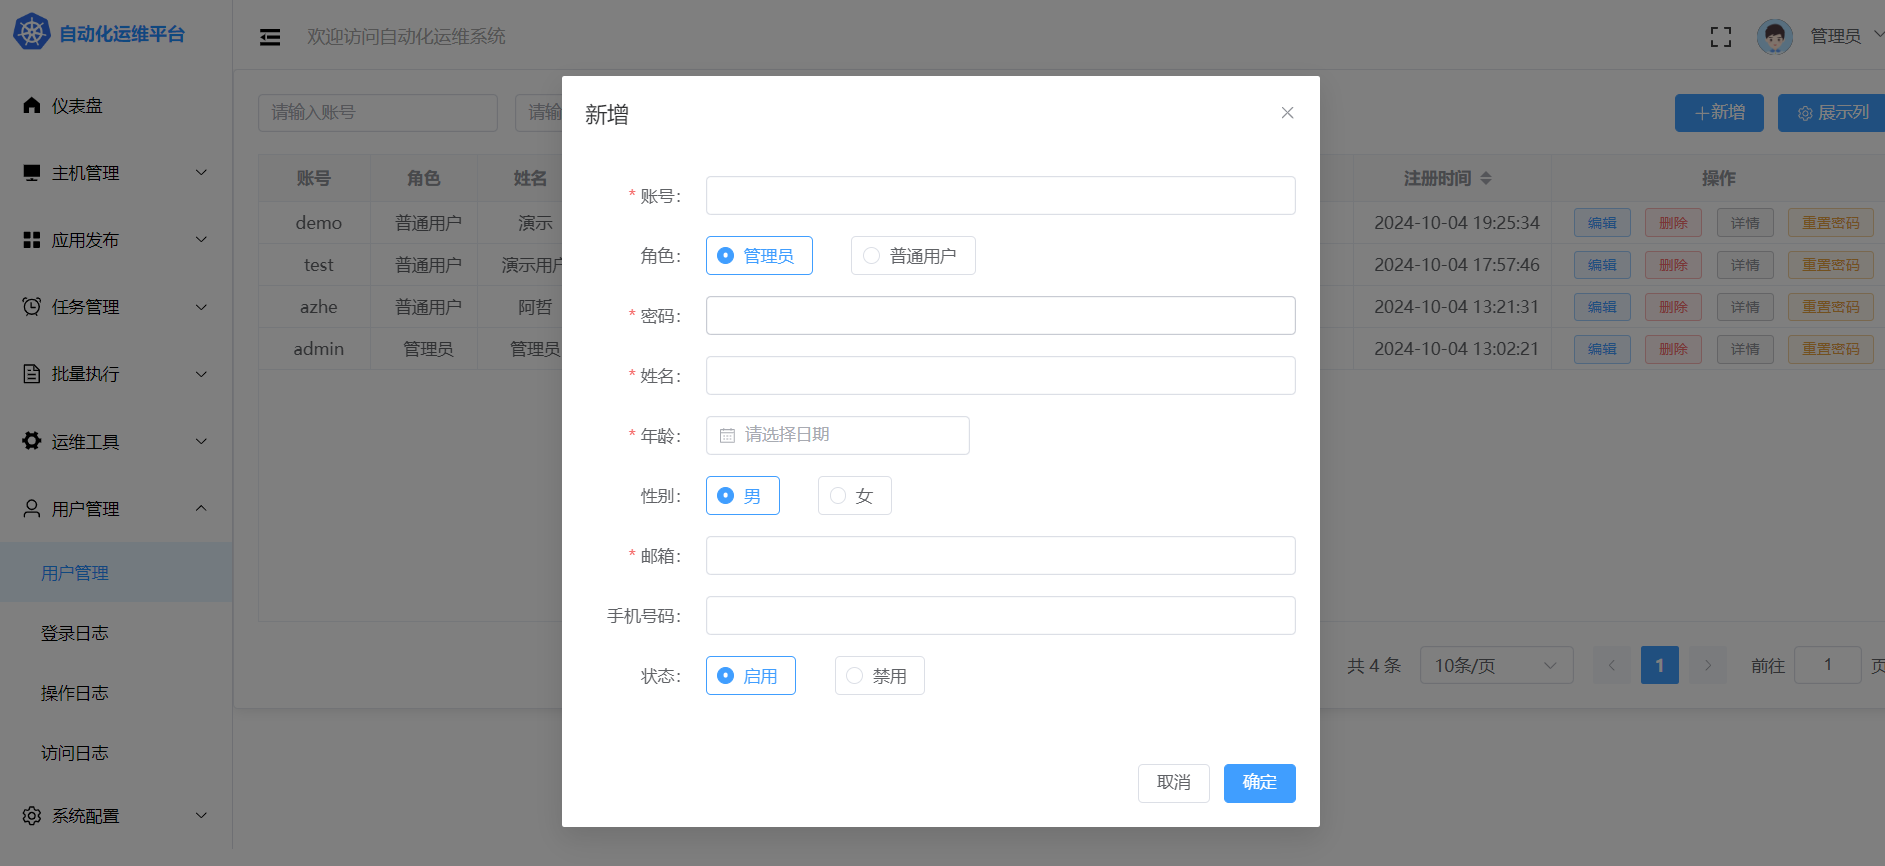 自动化运维平台
欢迎访问自动化运维系统
管理员
仪表盘
主机管理
应用发布
任务管理
批量执行
运维工具
用户管理
用户管理
登录日志
操作日志
访问日志
系统配置
请输入账号
请输
+新增
展示列
账号 角色 姓名 注册时间 操作
demo 普通用户 演示 2024-10-04 19:25:34 编辑 删除 详情 重置密码
test 普通用户 演示用户 2024-10-04 17:57:46 编辑 删除 详情 重置密码
azhe 普通用户 阿哲 2024-10-04 13:21:31 编辑 删除 详情 重置密码
admin 管理员 管理员 2024-10-04 13:02:21 编辑 删除 详情 重置密码
共 4 条 10条/页 1 前往 1 页
新增
* 账号：
角色： 管理员 普通用户
* 密码：
* 姓名：
* 年龄： 请选择日期
性别： 男 女
* 邮箱：
手机号码：
状态： 启用 禁用
取消 确定